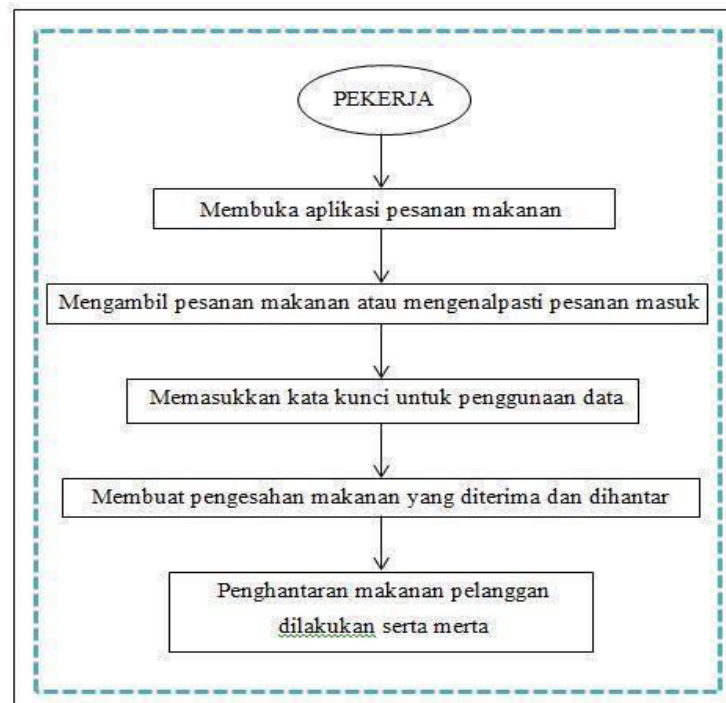 PEKERJA
Membuka aplikasi pesanan makanan
Mengambil pesanan makanan atau mengenalpasti pesanan masuk
Memasukkan kata kunci untuk penggunaan data
Membuat pengesahan makanan yang diterima dan dihantar
Penghantaran makanan pelanggan
dilakukan serta merta